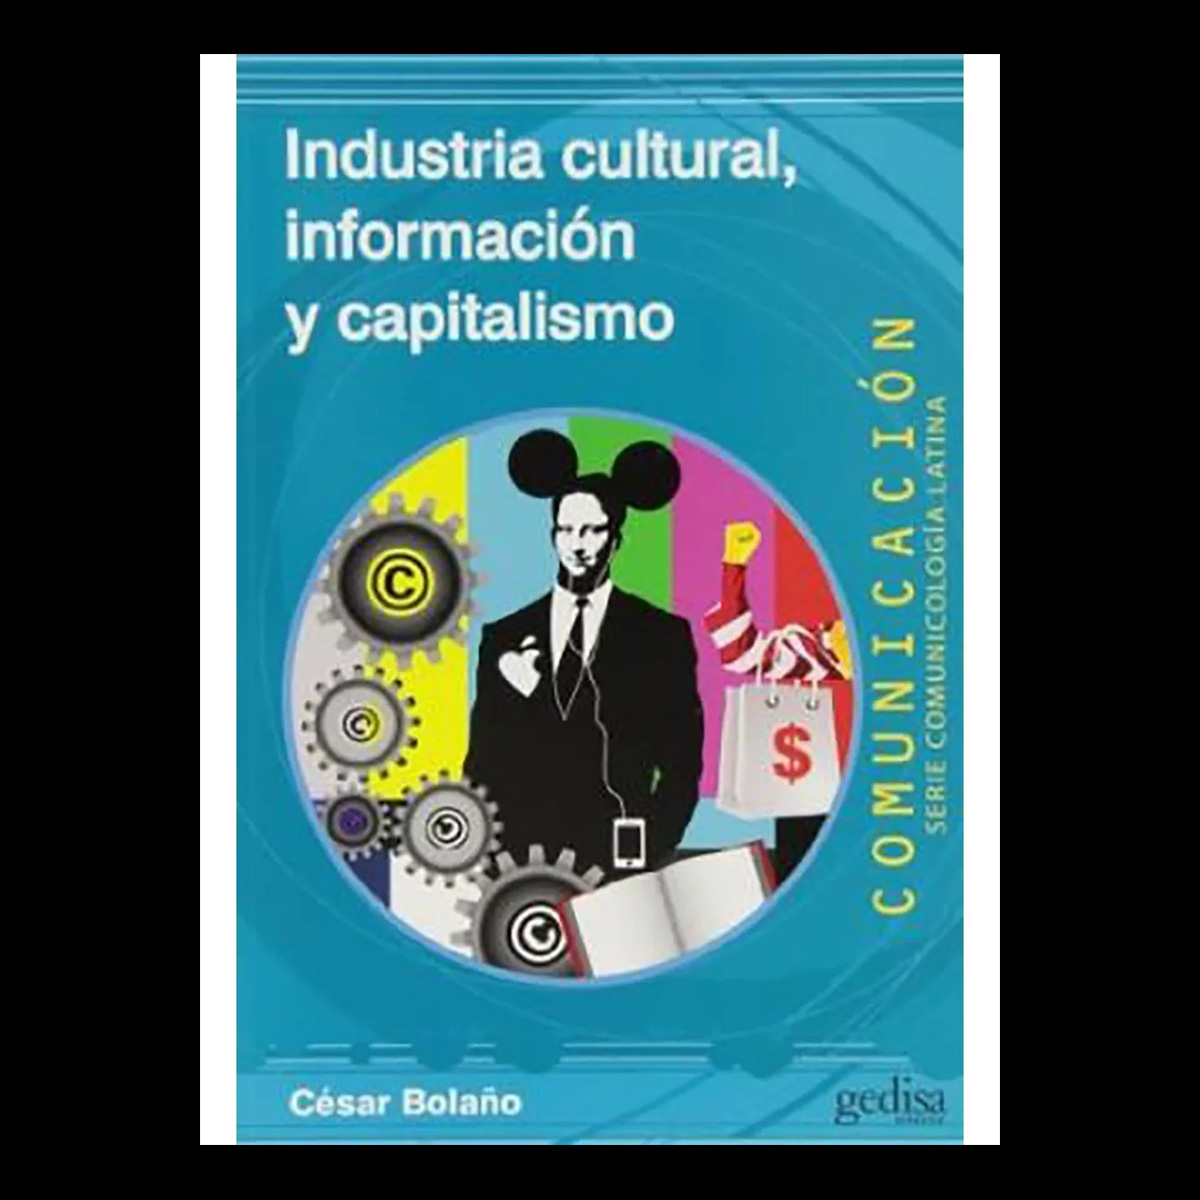 Industria cultural,
información
y capitalismo
COMUNICACIÓN
SERIE COMUNICOLOGÍA LATINA
©
©
©
©
©
$
César Bolaño
gedisa